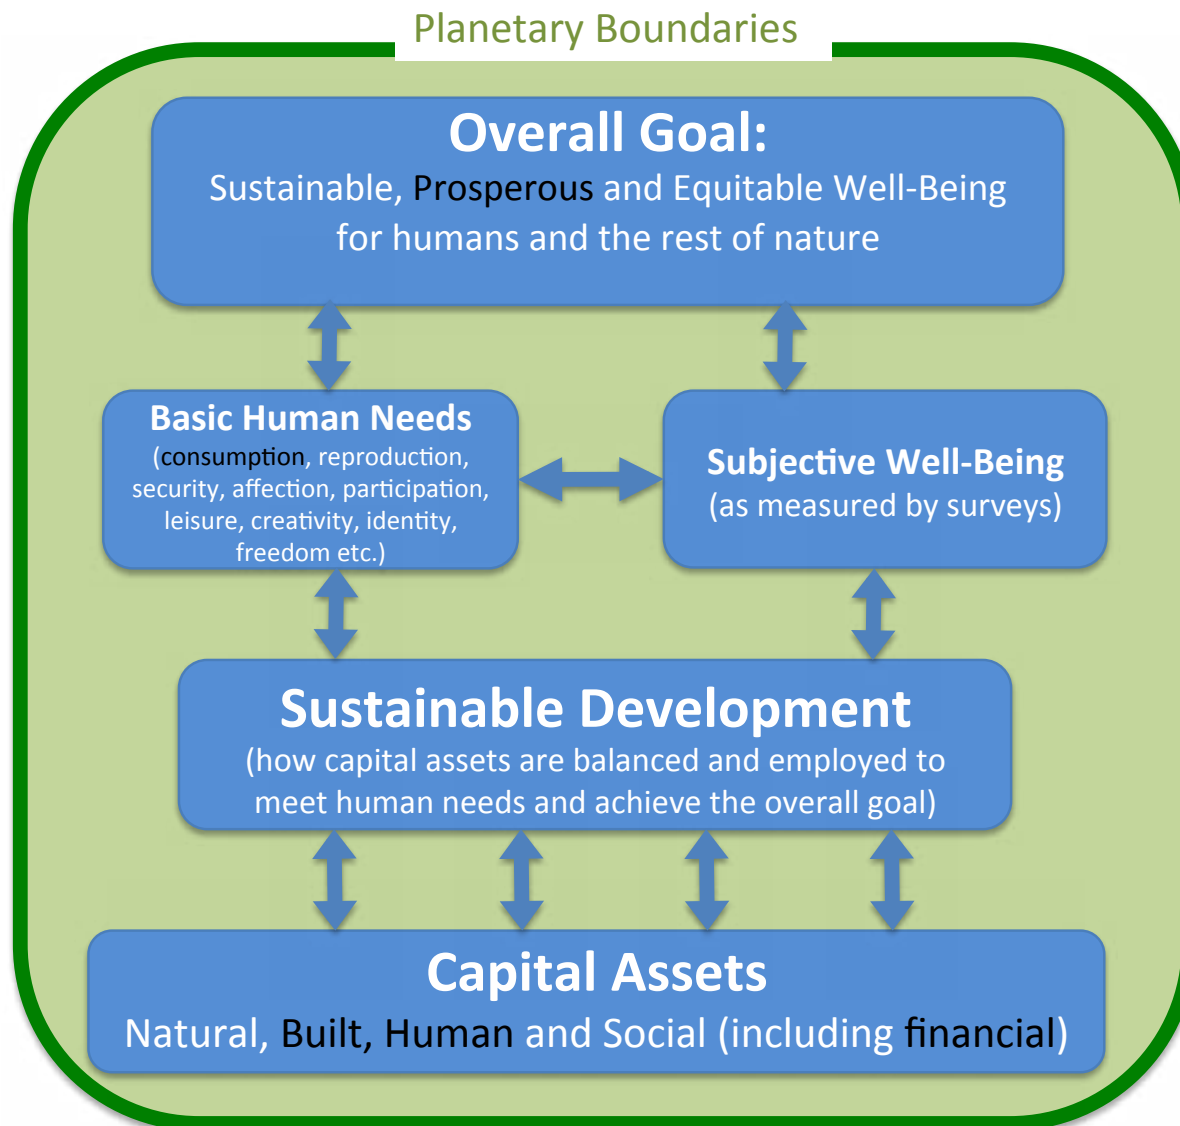 Planetary Boundaries
Overall Goal:
Sustainable, Prosperous and Equitable Well-Being
for humans and the rest of nature
Basic Human Needs
(consumption, reproduction,
security, affection, participation,
leisure, creativity, identity,
freedom etc.)
Subjective Well-Being
(as measured by surveys)
Sustainable Development
(how capital assets are balanced and employed to
meet human needs and achieve the overall goal)
Capital Assets
Natural, Built, Human and Social (including financial)